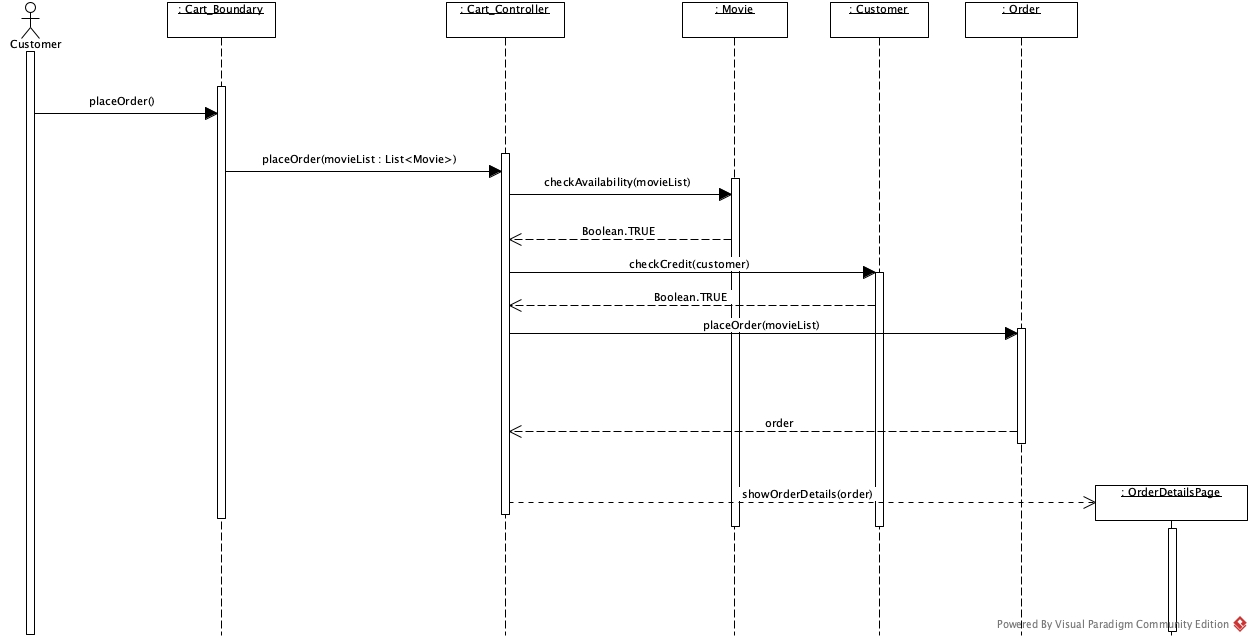 : Cart_Boundary
: Cart_Controller
: Movie
: Customer
: Order
Customer
placeOrder()
placeOrder(movieList : List<Movie>)
checkAvailability(movieList)
Boolean.TRUE
checkCredit(customer)
Boolean.TRUE
placeOrder(movieList)
order
showOrderDetails(order)
: OrderDetailsPage
Powered By Visual Paradigm Community Edition